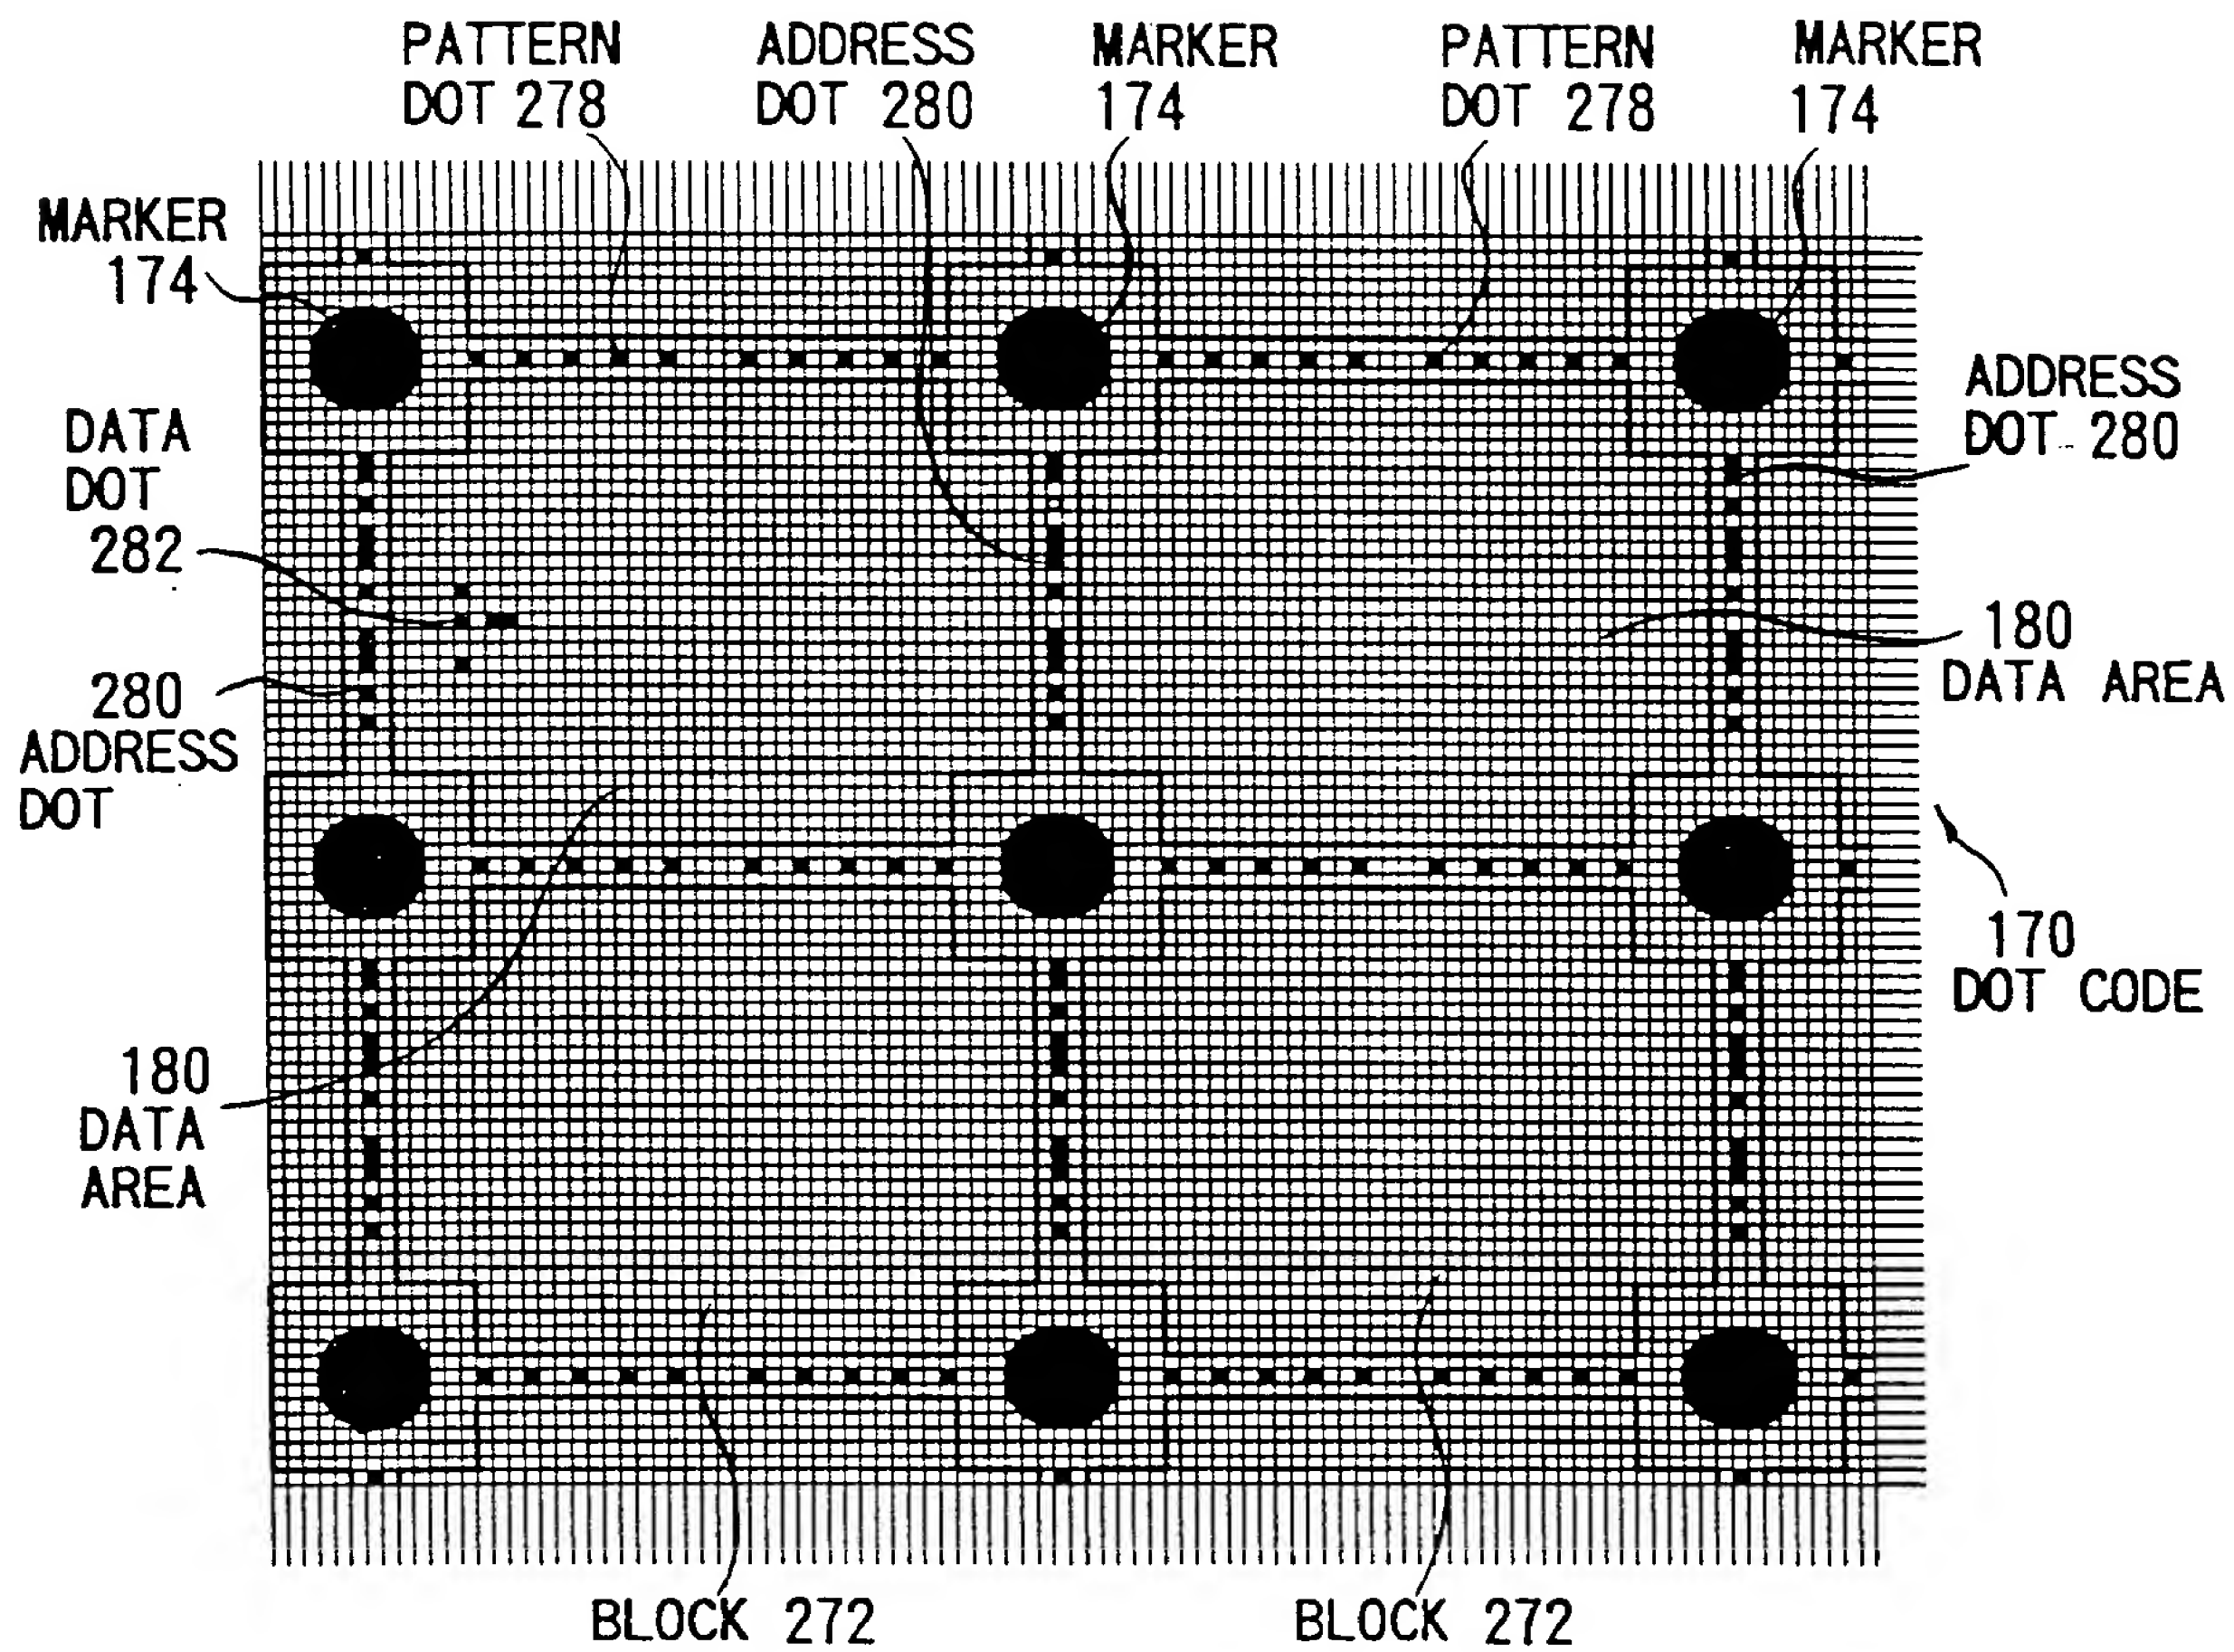 PATTERN
DOT 278
ADDRESS
DOT 280
MARKER
174
PATTERN
DOT 278
MARKER
174
MARKER
174
ADDRESS
DOT 280
DATA
DOT
282
180
DATA AREA
280
ADDRESS
DOT
170
DOT CODE
180
DATA
AREA
BLOCK 272
BLOCK 272